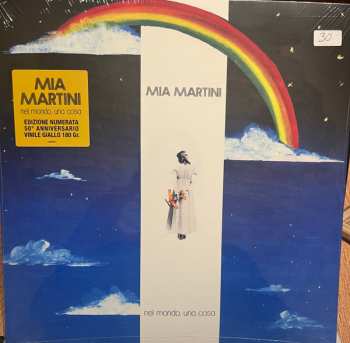 30
MIA
MARTINI
nel mondo, una cosa
EDIZIONE NUMERATA
50° ANNIVERSARIO
VINILE GIALLO 180 Gr.
MIA MARTINI
nel mondo, una cosa